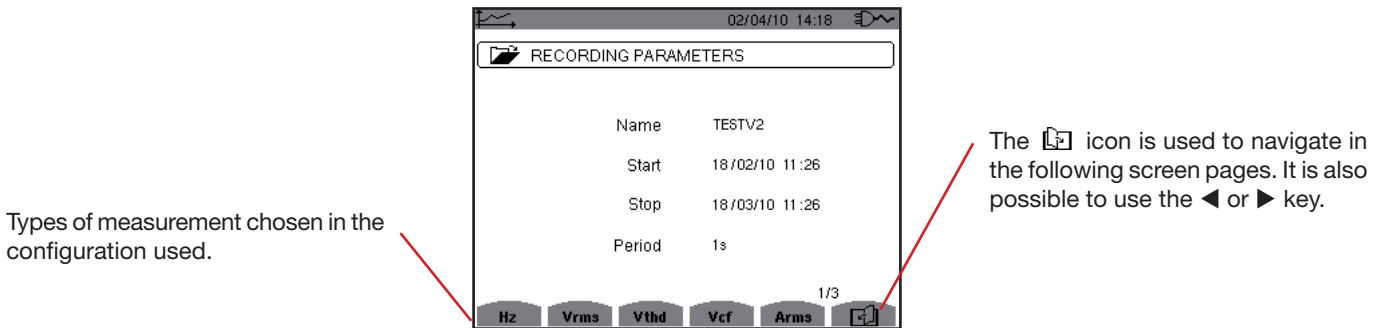 02/04/10 14:18
RECORDING PARAMETERS
Name TESTV2
Start 18/02/10 11:26
Stop 18/03/10 11:26
Period 1s
1/3
Hz Vrms Vthd Vcf Arms
Types of measurement chosen in the
configuration used.
The icon is used to navigate in
the following screen pages. It is also
possible to use the ◄ or ► key.